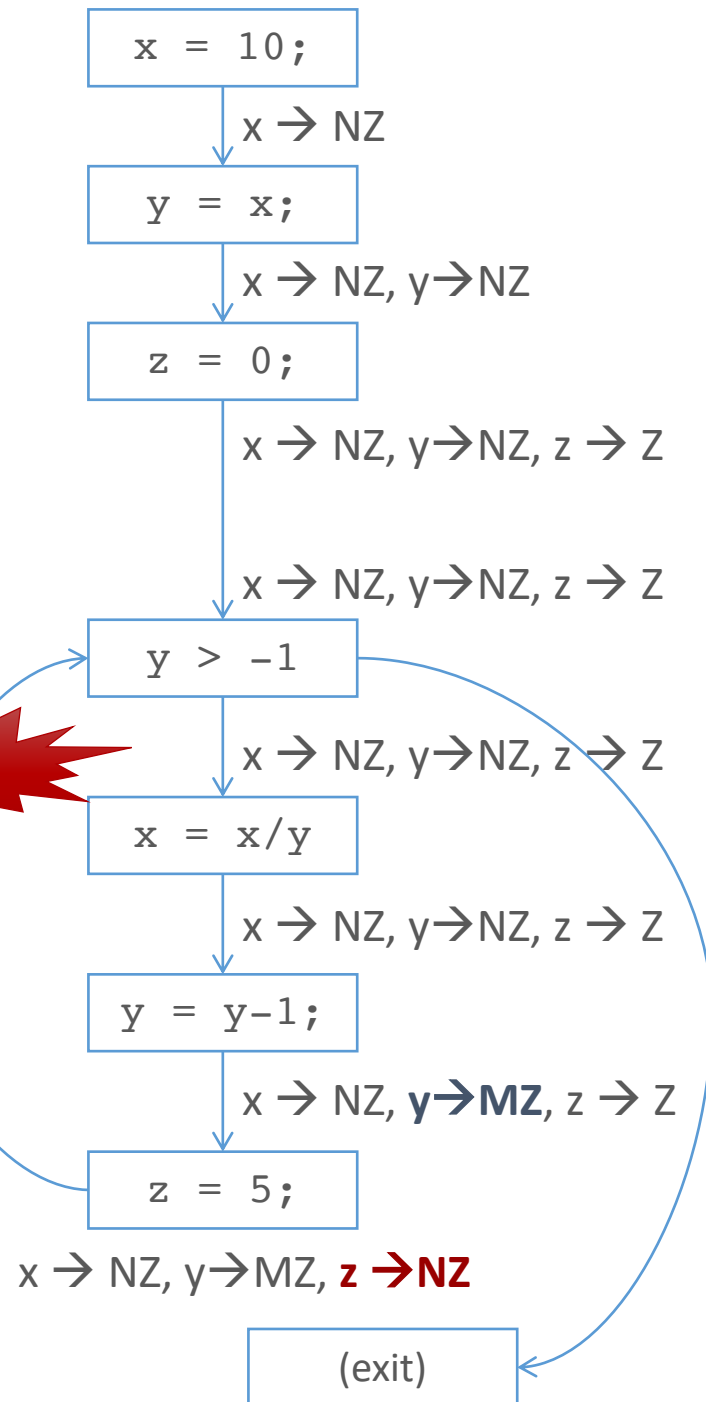 x = 10;
x → NZ
y = x;
x → NZ, y→NZ
z = 0;
x → NZ, y→NZ, z → Z
x → NZ, y→NZ, z → Z
y > -1
x → NZ, y→NZ, z → Z
x = x/y
x → NZ, y→NZ, z → Z
y = y-1;
x → NZ, y→MZ, z → Z
z = 5;
x → NZ, y→MZ, z →NZ
(exit)